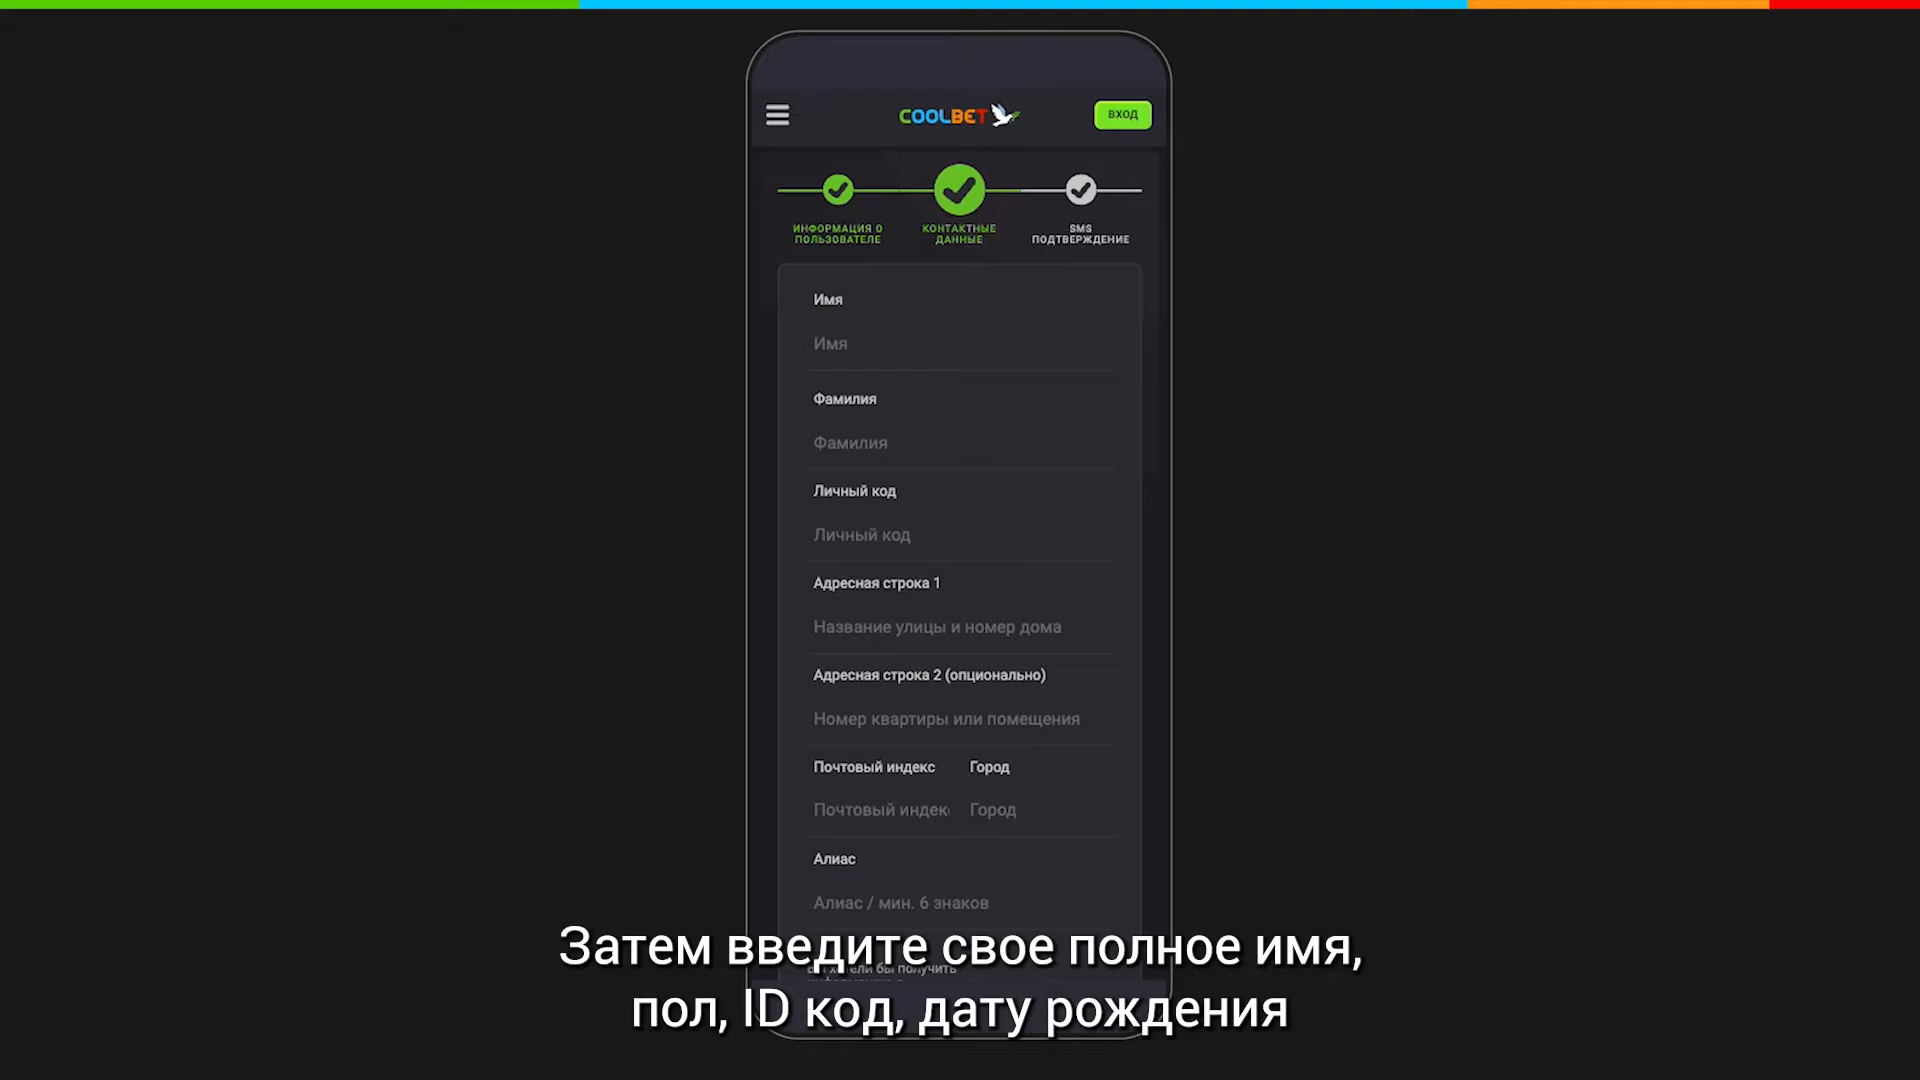 COOLBET
ВХОД
ИНФОРМАЦИЯ О
ПОЛЬЗОВАТЕЛЕ
КОНТАКТНЫЕ
ДАННЫЕ
SMS
ПОДТВЕРЖДЕНИЕ
Имя
Имя
Фамилия
Фамилия
Личный код
Личный код
Адресная строка 1
Название улицы и номер дома
Адресная строка 2 (опционально)
Номер квартиры или помещения
Почтовый индекс Город
Почтовый индек Город
Алиас
Алиас / мин. 6 знаков
бы получить
Затем введите свое полное имя,
пол, ID код, дату рождения